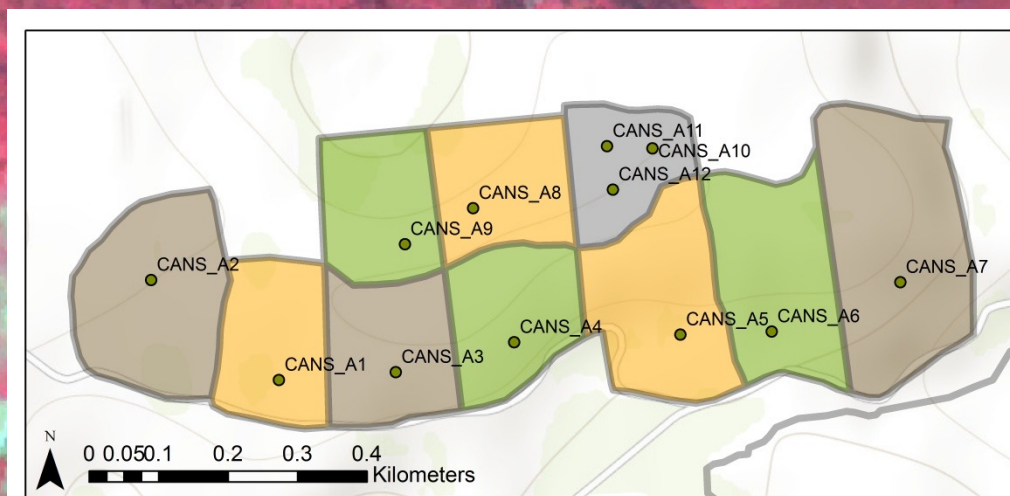 CANS_A11
CANS_A10
CANS_A12
CANS_A8
CANS_A9
CANS_A2
CANS_A7
CANS_A4
CANS_A5
CANS_A6
CANS_A1
CANS_A3
N
0 0.050.1 0.2 0.3 0.4
Kilometers